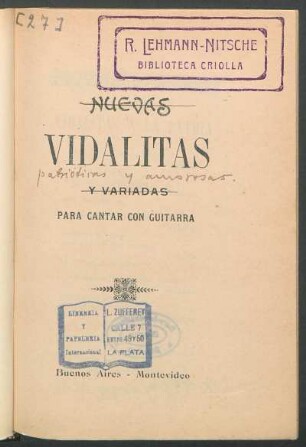 [27]
R. LEHMANN-NITSCHE
BIBLIOTECA CRIOLLA
NUEVAS
VIDALITAS
patrióticas y amorosas.
Y VARIADAS
PARA CANTAR CON GUITARRA
LIBRERIA
Y
PAPELERIA
Internacional
L. ZUFFEREY
CALLE 7
ENTRE 49 Y 50
LA PLATA
Buenos Aires - Montevideo